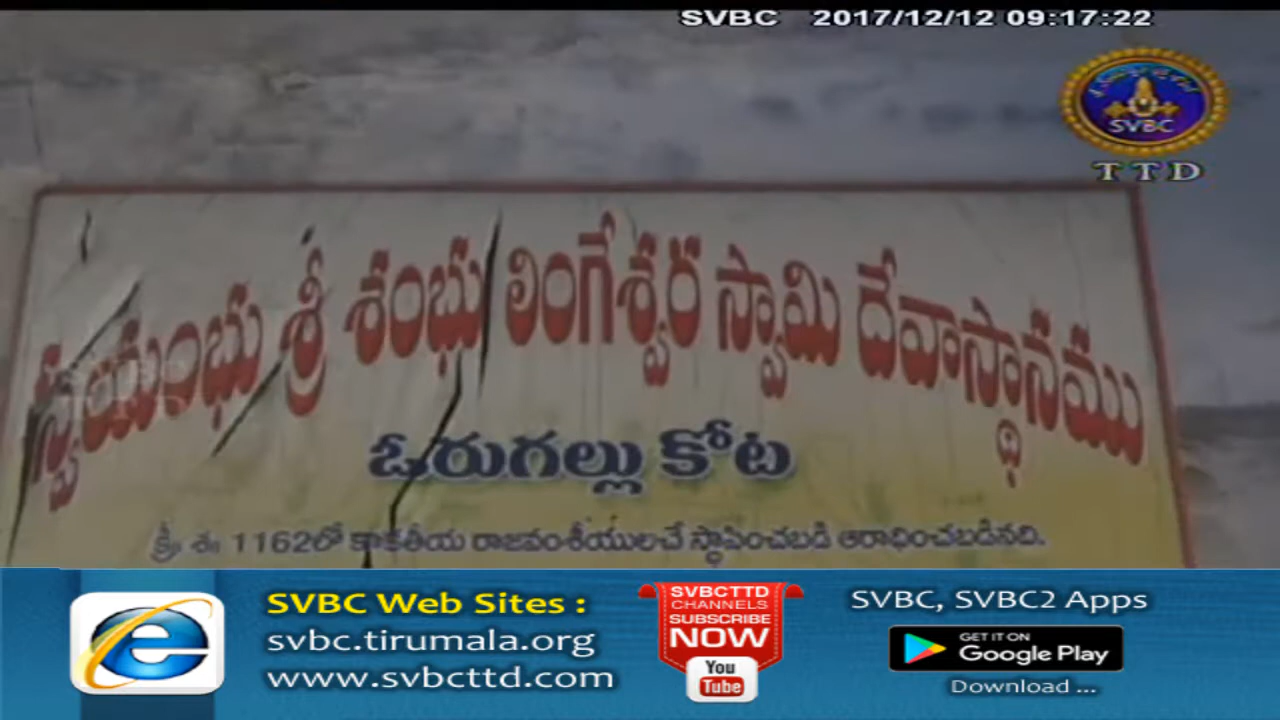 SVBC 2017/12/12 09:17:22
SVBC
TTD
స్వయంభు శ్రీ శంభు లింగేశ్వర స్వామి దేవాస్థానము
ఓరుగల్లు కోట
క్రీ. శ. 1162లో కాకతీయ రాజవంశీయులచే స్థాపించబడి ఆరాధించబడినది.
SVBC Web Sites :
svbc.tirumala.org
www.svbcttd.com
SVBCTTD
CHANNELS
SUBSCRIBE
NOW
You
Tube
SVBC, SVBC2 Apps
GET IT ON
Google Play
Download ...